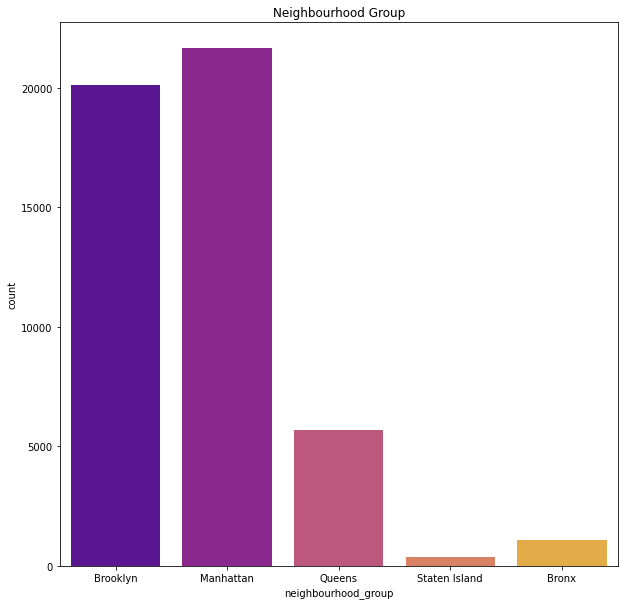 Neighbourhood Group
20000
15000
10000
5000
0
count
Brooklyn Manhattan Queens Staten Island Bronx
neighbourhood_group